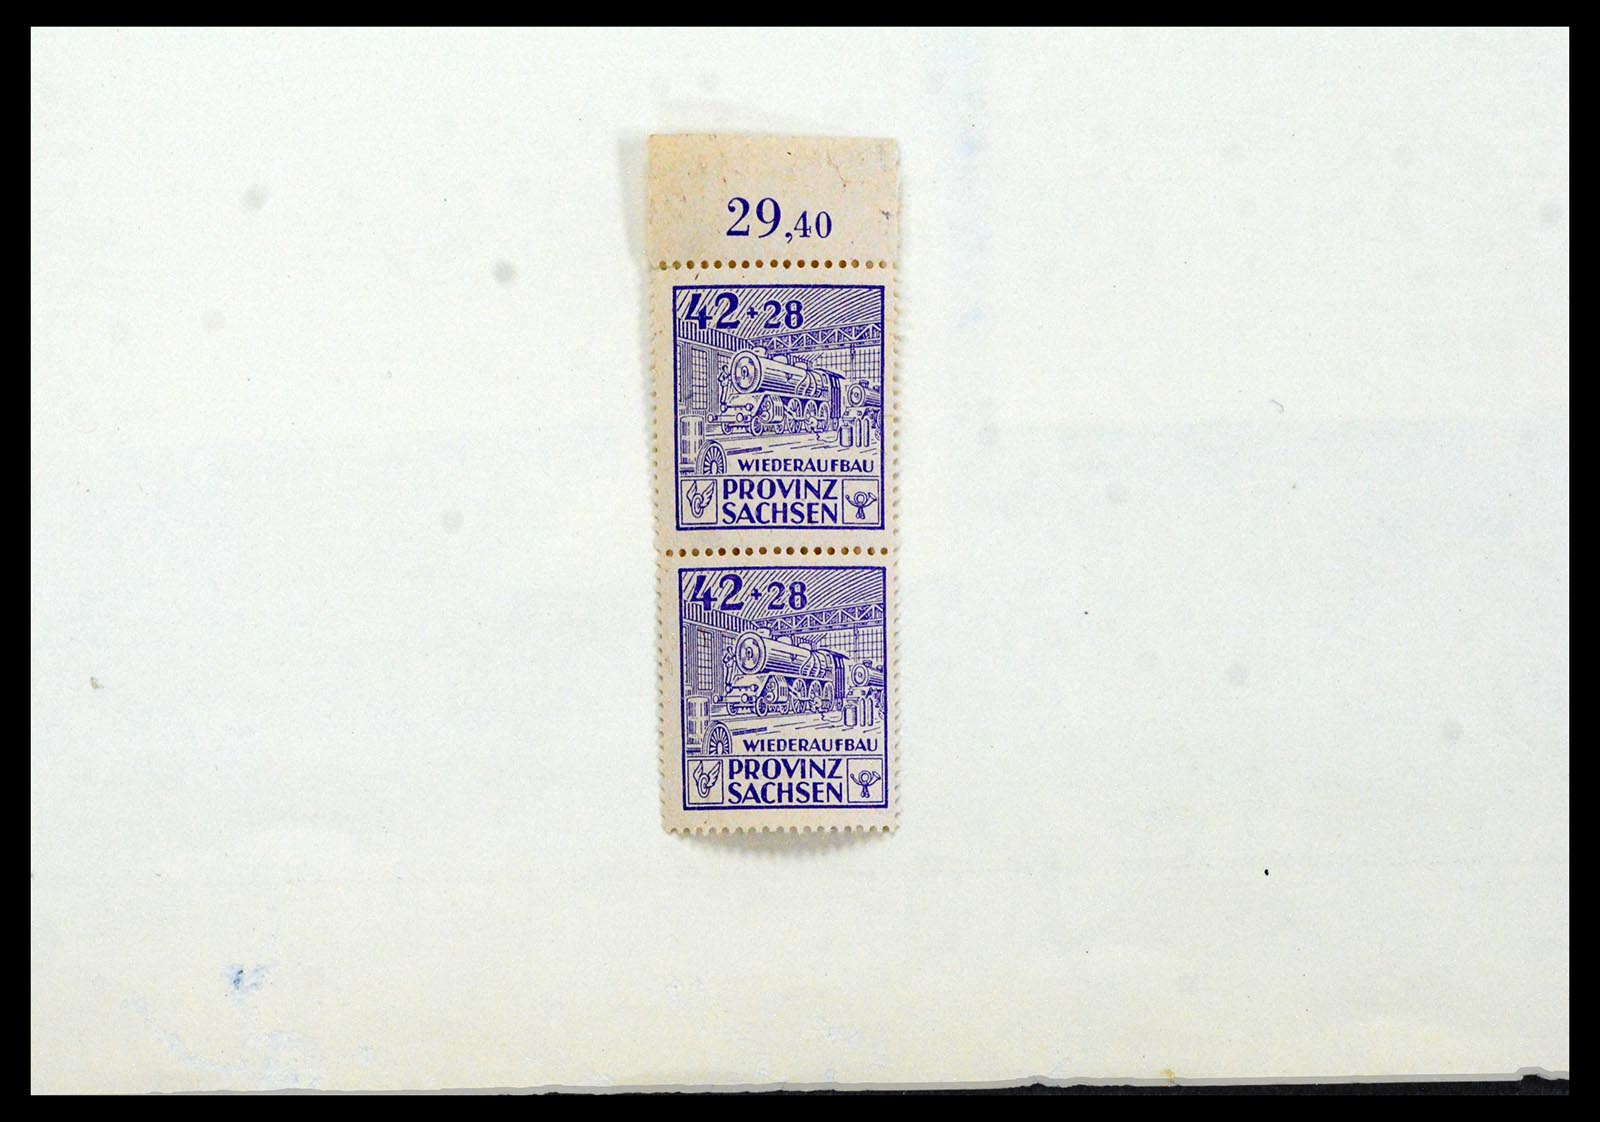 29,40
42+28
WIEDERAUFBAU
PROVINZ
SACHSEN
42+28
WIEDERAUFBAU
PROVINZ
SACHSEN